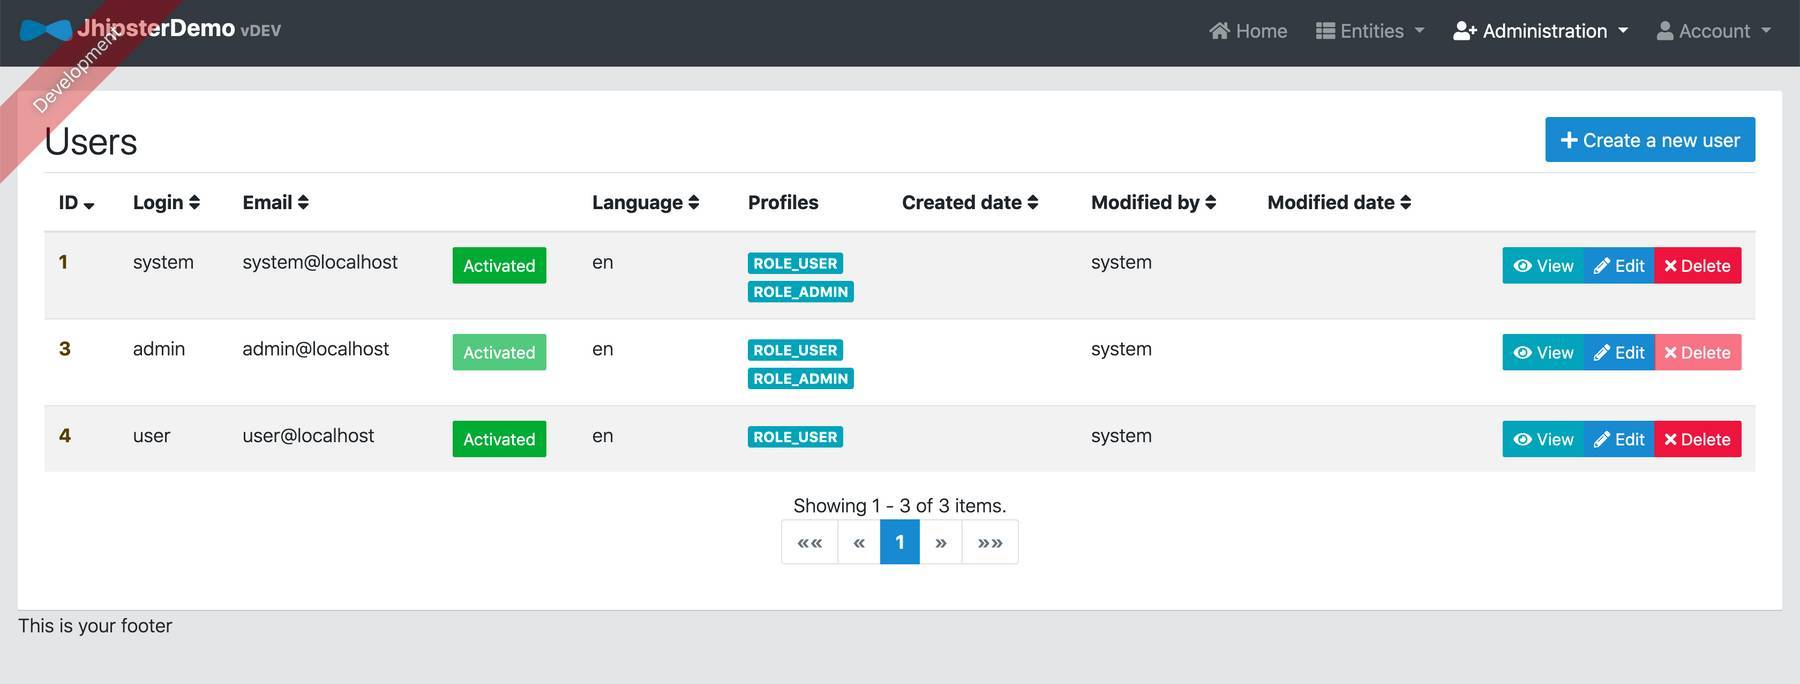 JhipsterDemo vDEV Home Entities Administration Account
Development
Users
Create a new user
ID Login Email Language Profiles Created date Modified by Modified date
1 system system@localhost Activated en ROLE_USER system View Edit Delete
ROLE_ADMIN
3 admin admin@localhost Activated en ROLE_USER system View Edit Delete
ROLE_ADMIN
4 user user@localhost Activated en ROLE_USER system View Edit Delete
Showing 1 - 3 of 3 items.
«« « 1 » »»
This is your footer